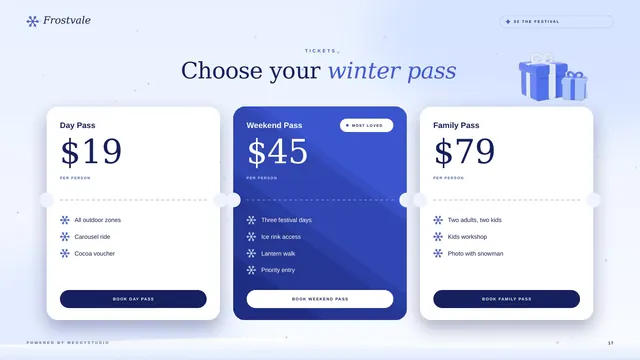 Frostvale
02 THE FESTIVAL
TICKETS
Choose your winter pass
Day Pass
$19
PER PERSON
All outdoor zones
Carousel ride
Cocoa voucher
BOOK DAY PASS
Weekend Pass
MOST LOVED
$45
PER PERSON
Three festival days
Ice rink access
Lantern walk
Priority entry
BOOK WEEKEND PASS
Family Pass
$79
PER PERSON
Two adults, two kids
Kids workshop
Photo with snowman
BOOK FAMILY PASS
POWERED BY MEGGYSTUDIO
17